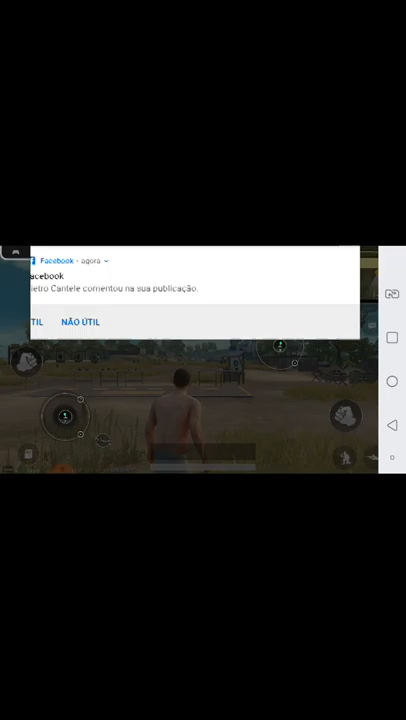 Facebook · agora
acebook
ietro Cantele comentou na sua publicação.
TIL NÃO ÚTIL